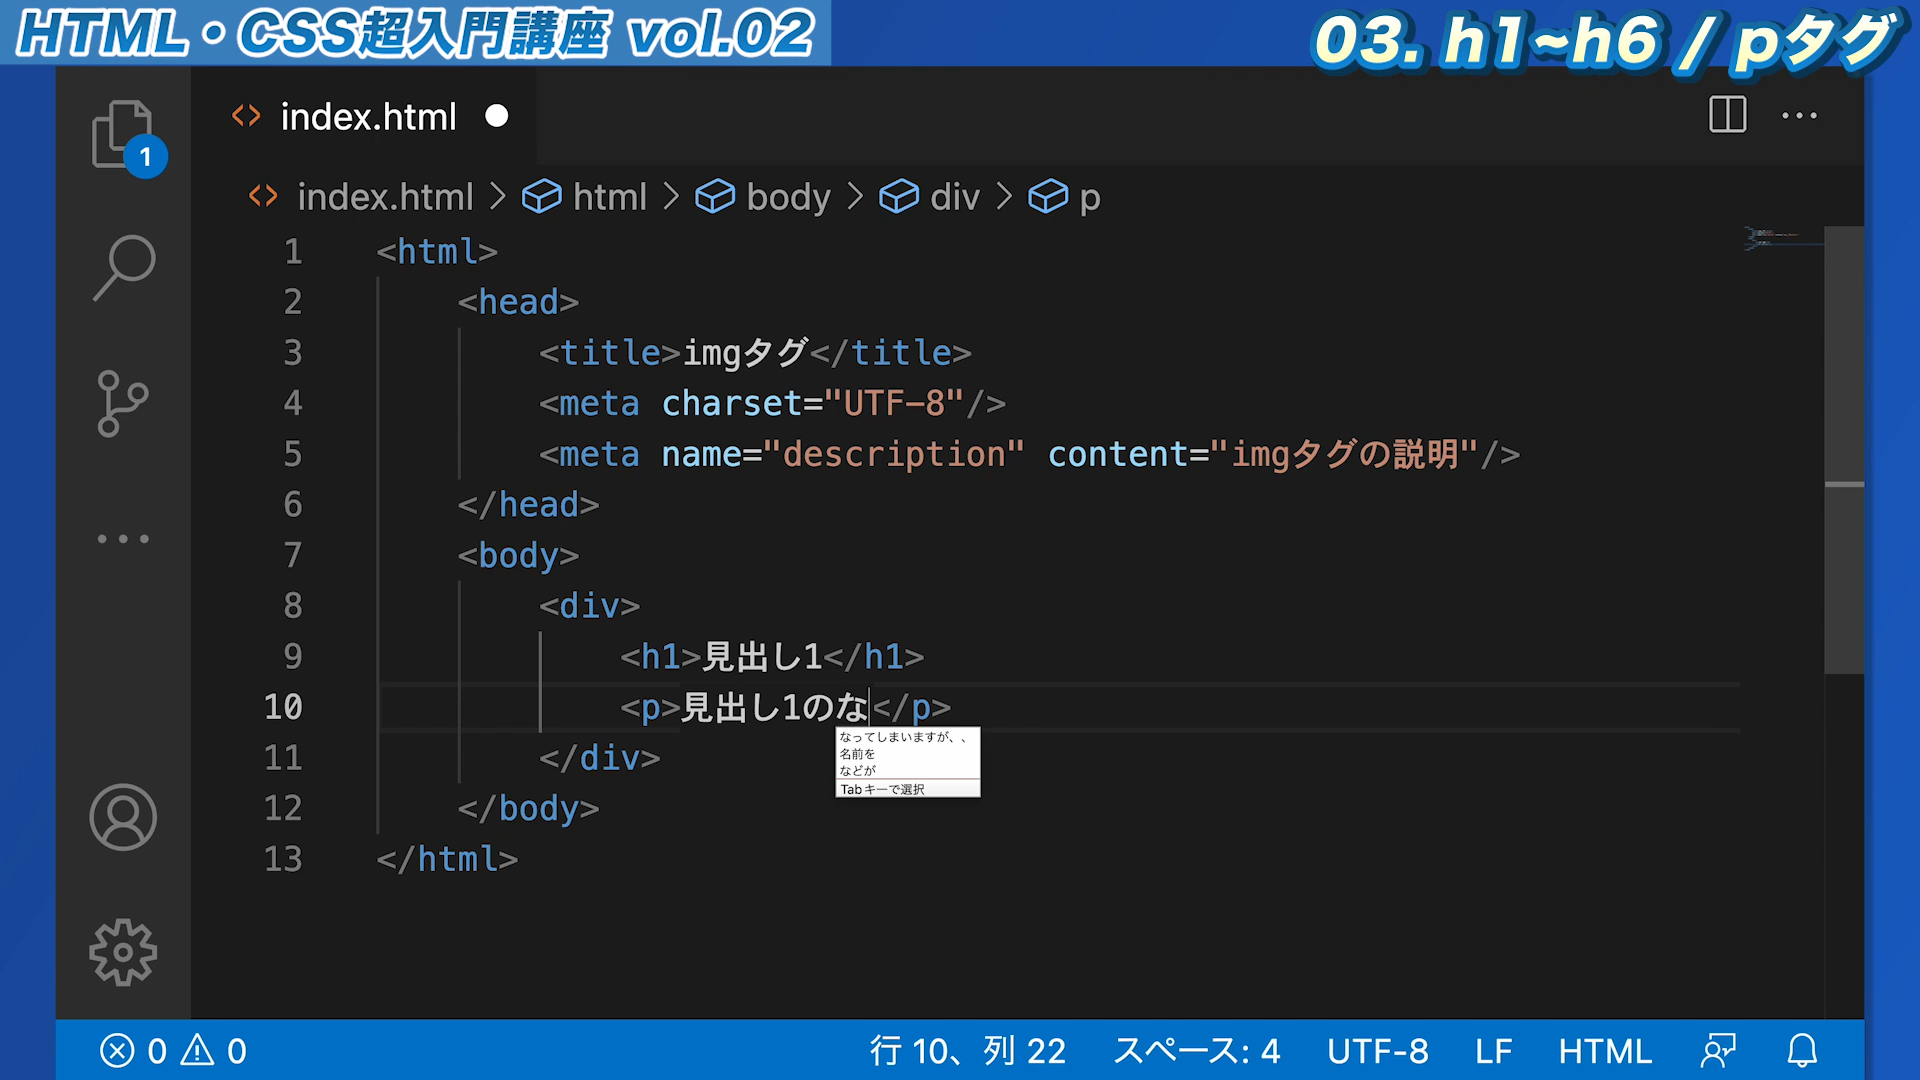 HTML・CSS超入門講座 vol.02
03. h1~h6 / pタグ
index.html
1
index.html > html > body > div > p
1 <html>
2 <head>
3 <title>imgタグ</title>
4 <meta charset="UTF-8"/>
5 <meta name="description" content="imgタグの説明"/>
6 </head>
7 <body>
8 <div>
9 <h1>見出し1</h1>
10 <p>見出し1のな</p>
11 </div>
12 </body>
13 </html>
なってしまいますが、、
名前を
などが
Tabキーで選択
0 0 行 10、列 22 スペース: 4 UTF-8 LF HTML